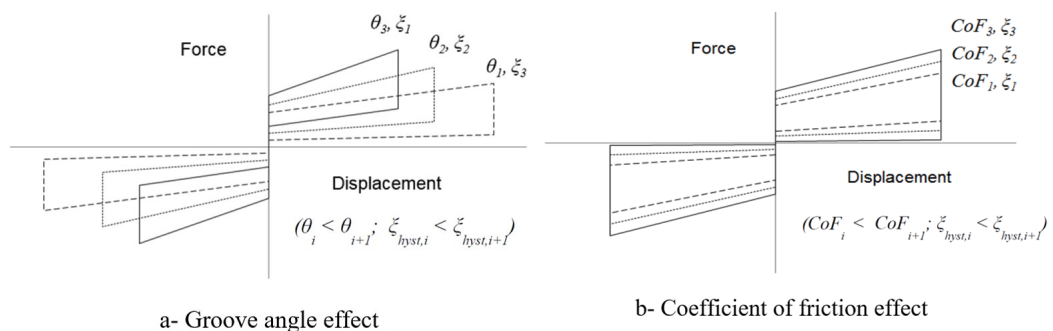 Force
θ3, ξ1
θ2, ξ2
θ1, ξ3
Displacement
(θi < θi+1; ξhyst,i < ξhyst,i+1)
a- Groove angle effect
Force
CoF3, ξ3
CoF2, ξ2
CoF1, ξ1
Displacement
(CoFi < CoFi+1; ξhyst,i < ξhyst,i+1)
b- Coefficient of friction effect